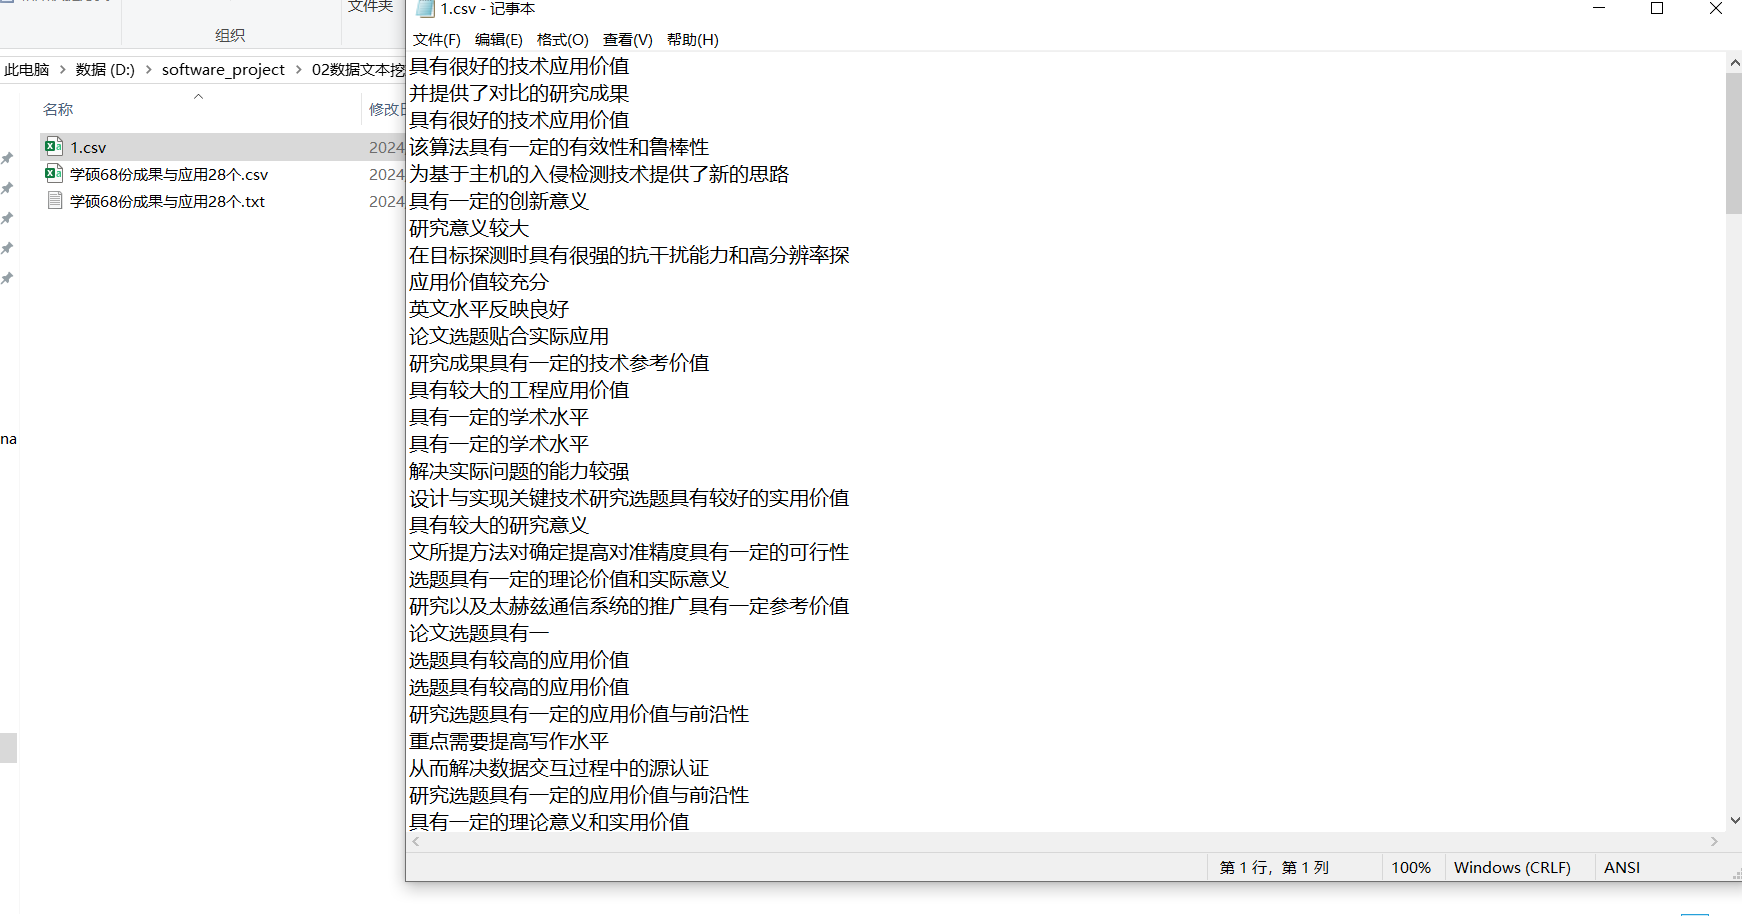 文件夹
组织
此电脑 > 数据 (D:) > software_project > 02数据文本挖
名称
修改日
1.csv
2024
学硕68份成果与应用28个.csv
2024
学硕68份成果与应用28个.txt
2024
na
1.csv - 记事本
文件(F) 编辑(E) 格式(O) 查看(V) 帮助(H)
具有很好的技术应用价值
并提供了对比的研究成果
具有很好的技术应用价值
该算法具有一定的有效性和鲁棒性
为基于主机的入侵检测技术提供了新的思路
具有一定的创新意义
研究意义较大
在目标探测时具有很强的抗干扰能力和高分辨率探
应用价值较充分
英文水平反映良好
论文选题贴合实际应用
研究成果具有一定的技术参考价值
具有较大的工程应用价值
具有一定的学术水平
具有一定的学术水平
解决实际问题的能力较强
设计与实现关键技术研究选题具有较好的实用价值
具有较大的研究意义
文所提方法对确定提高对准精度具有一定的可行性
选题具有一定的理论价值和实际意义
研究以及太赫兹通信系统的推广具有一定参考价值
论文选题具有一
选题具有较高的应用价值
选题具有较高的应用价值
研究选题具有一定的应用价值与前沿性
重点需要提高写作水平
从而解决数据交互过程中的源认证
研究选题具有一定的应用价值与前沿性
具有一定的理论意义和实用价值
第 1 行，第 1 列
100%
Windows (CRLF)
ANSI